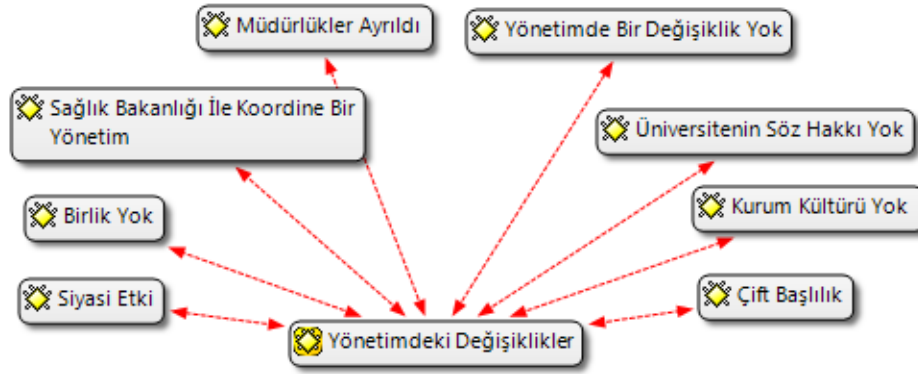 Müdürlükler Ayrıldı
Yönetimde Bir Değişiklik Yok
Sağlık Bakanlığı İle Koordine Bir
Yönetim
Üniversitenin Söz Hakkı Yok
Birlik Yok
Kurum Kültürü Yok
Siyasi Etki
Çift Başlılık
Yönetimdeki Değişiklikler